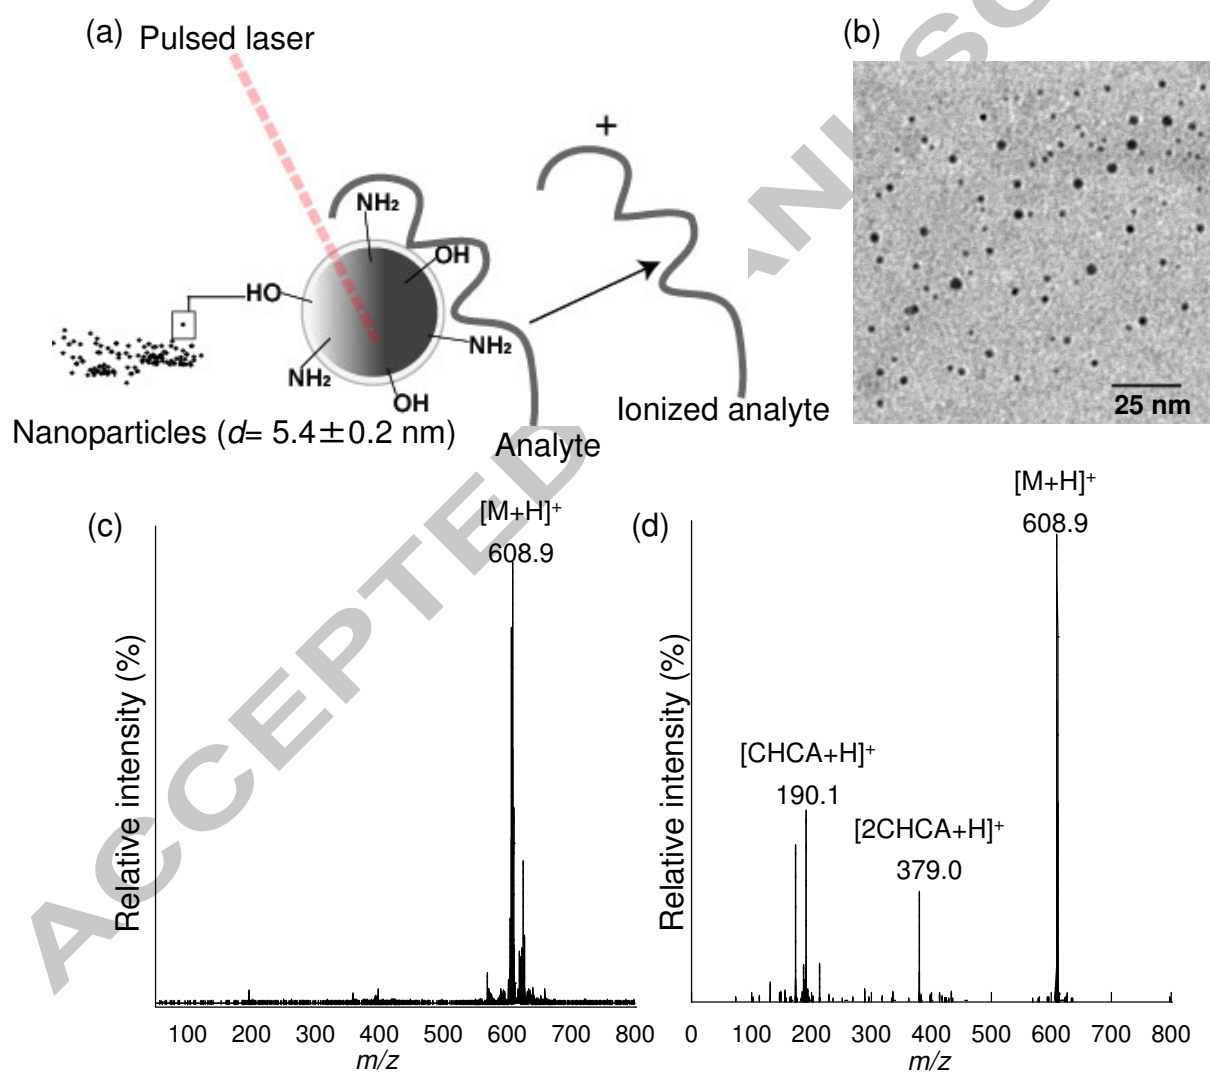 (a) Pulsed laser
(b)
+
NH₂
OH
HO
NH₂
NH₂
OH
Ionized analyte
25 nm
Nanoparticles (d= 5.4±0.2 nm)
Analyte
(c)
[M+H]⁺
608.9
Relative intensity (%)
100 200 300 400 500 600 700 800
m/z
(d)
[M+H]⁺
608.9
[CHCA+H]⁺
190.1
[2CHCA+H]⁺
379.0
Relative intensity (%)
0 100 200 300 400 500 600 700 800
m/z
ACCEPTED